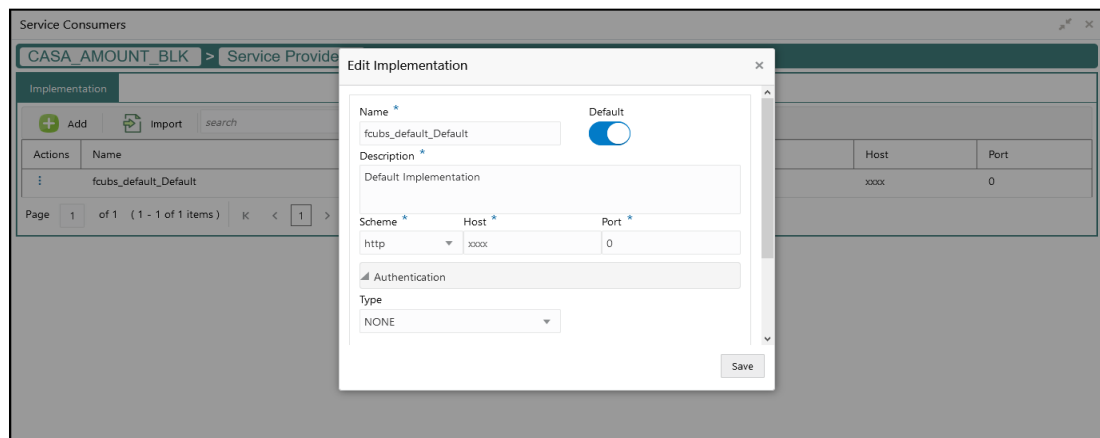 Service Consumers
CASA_AMOUNT_BLK > Service Provide
Implementation
Add Import search
Actions Name Host Port
fcubs_default_Default xxxx 0
Page 1 of 1 (1 - 1 of 1 items) 1
Edit Implementation
Name * Default
fcubs_default_Default
Description *
Default Implementation
Scheme * Host * Port *
http xxxx 0
Authentication
Type
NONE
Save